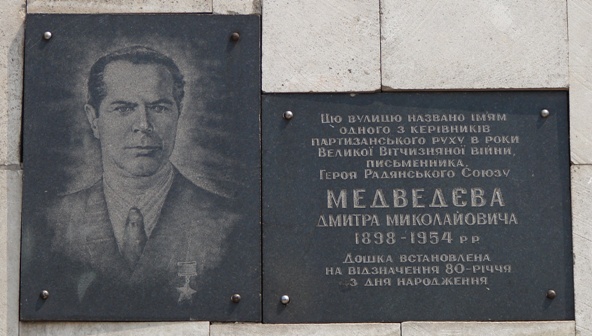 Цю вулицю названо ім'ям
одного з керівників
партизанського руху в роки
Великої Вітчизняної війни,
письменника,
Героя Радянського Союзу
МЕДВЕДЄВА
ДМИТРА МИКОЛАЙОВИЧА
1898-1954 р.р.
Дошка встановлена
на відзначення 80-річчя
з дня народження